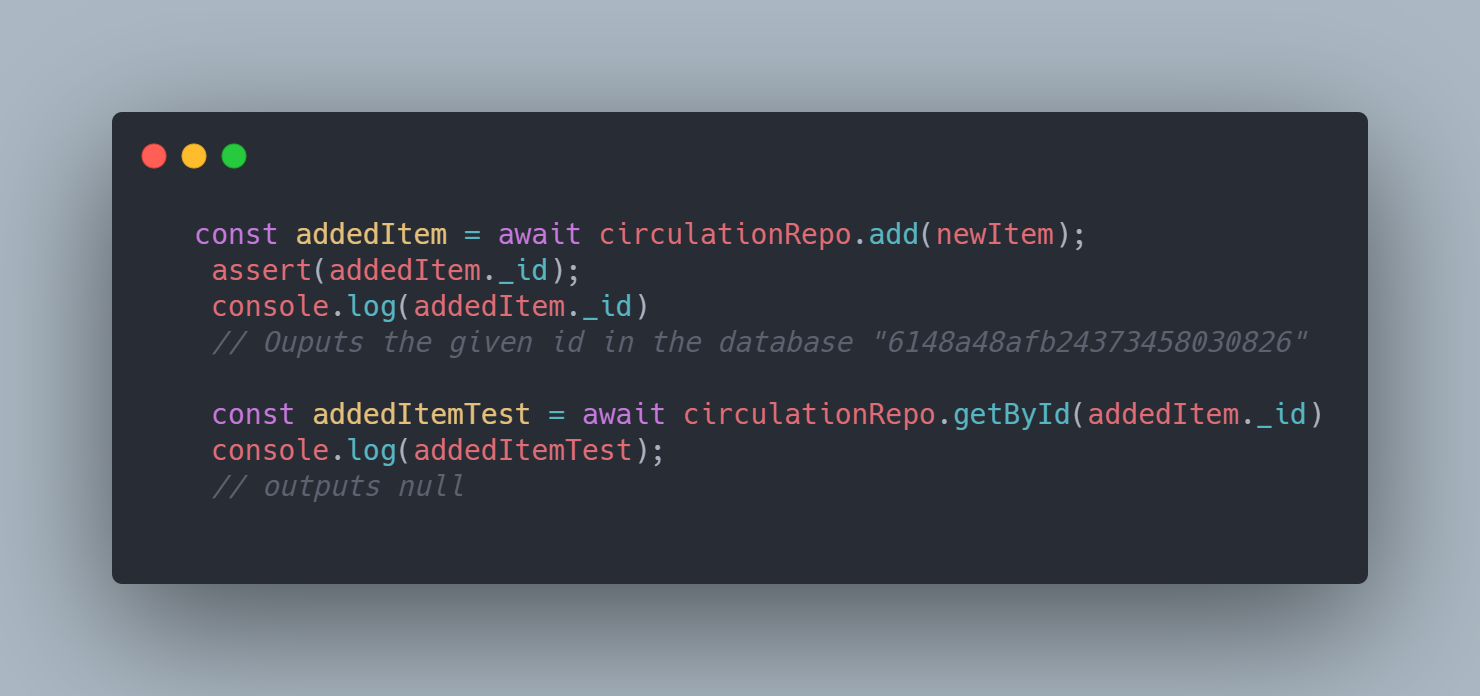 const addedItem = await circulationRepo.add(newItem);
assert(addedItem._id);
console.log(addedItem._id)
// Ouputs the given id in the database "6148a48afb24373458030826"
const addedItemTest = await circulationRepo.getById(addedItem._id)
console.log(addedItemTest);
// outputs null